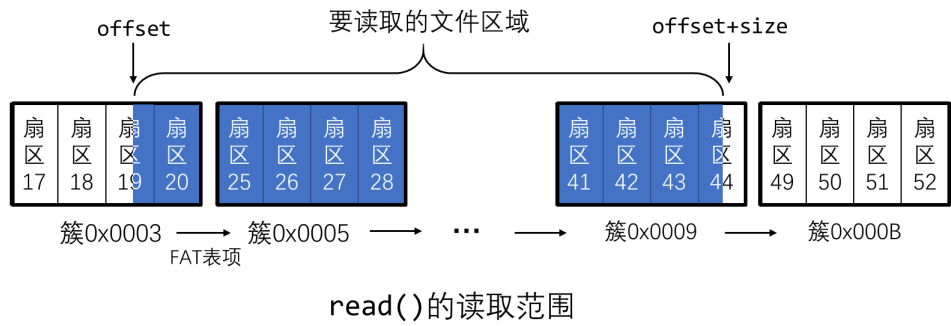 要读取的文件区域
offset
offset+size
扇区17 扇区18 扇区19 扇区20 扇区25 扇区26 扇区27 扇区28 扇区41 扇区42 扇区43 扇区44 扇区49 扇区50 扇区51 扇区52
簇0x0003 簇0x0005 ... 簇0x0009 簇0x000B
FAT表项
read()的读取范围